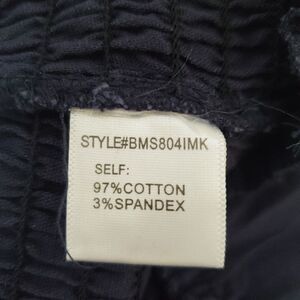 STYLE#BMS804IMK
SELF:
97%COTTON
3%SPANDEX